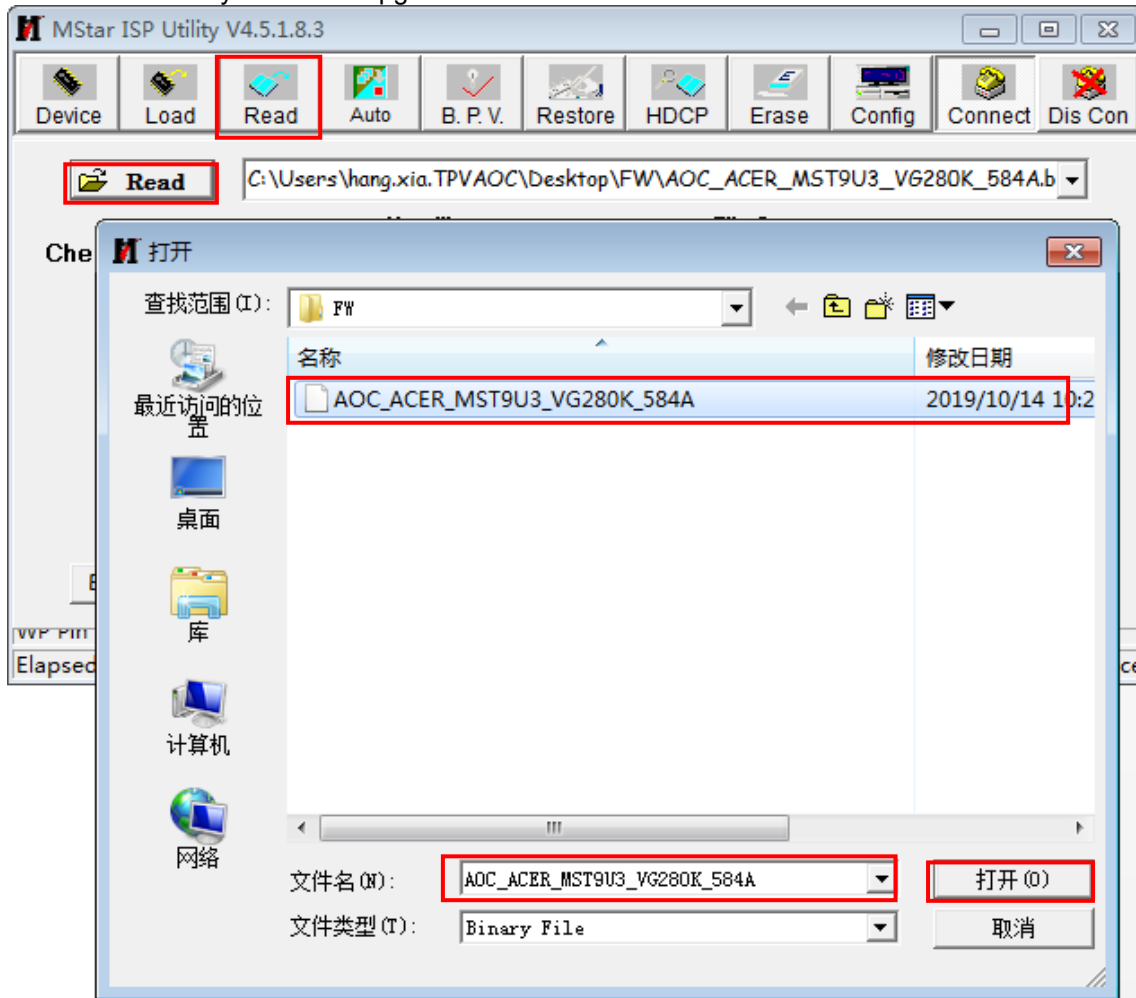 MStar ISP Utility V4.5.1.8.3
Device Load Read Auto B. P. V. Restore HDCP Erase Config Connect Dis Con
Read C:\Users\hang.xia.TPVAOC\Desktop\FW\AOC_ACER_MST9U3_VG280K_584A.b
Che
打开
查找范围(I): FW
名称 修改日期
AOC_ACER_MST9U3_VG280K_584A 2019/10/14 10:2
最近访问的位置
桌面
库
WP Pin
Elapsed
计算机
网络
文件名(N): AOC_ACER_MST9U3_VG280K_584A 打开(O)
文件类型(T): Binary File 取消